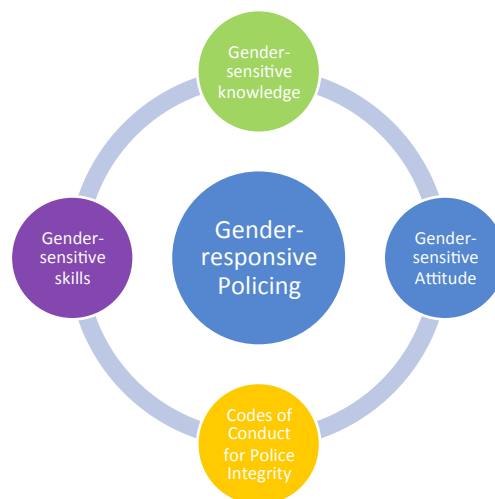 Gender-
sensitive
knowledge
Gender-
sensitive
skills
Gender-
responsive
Policing
Gender-
sensitive
Attitude
Codes of
Conduct
for Police
Integrity